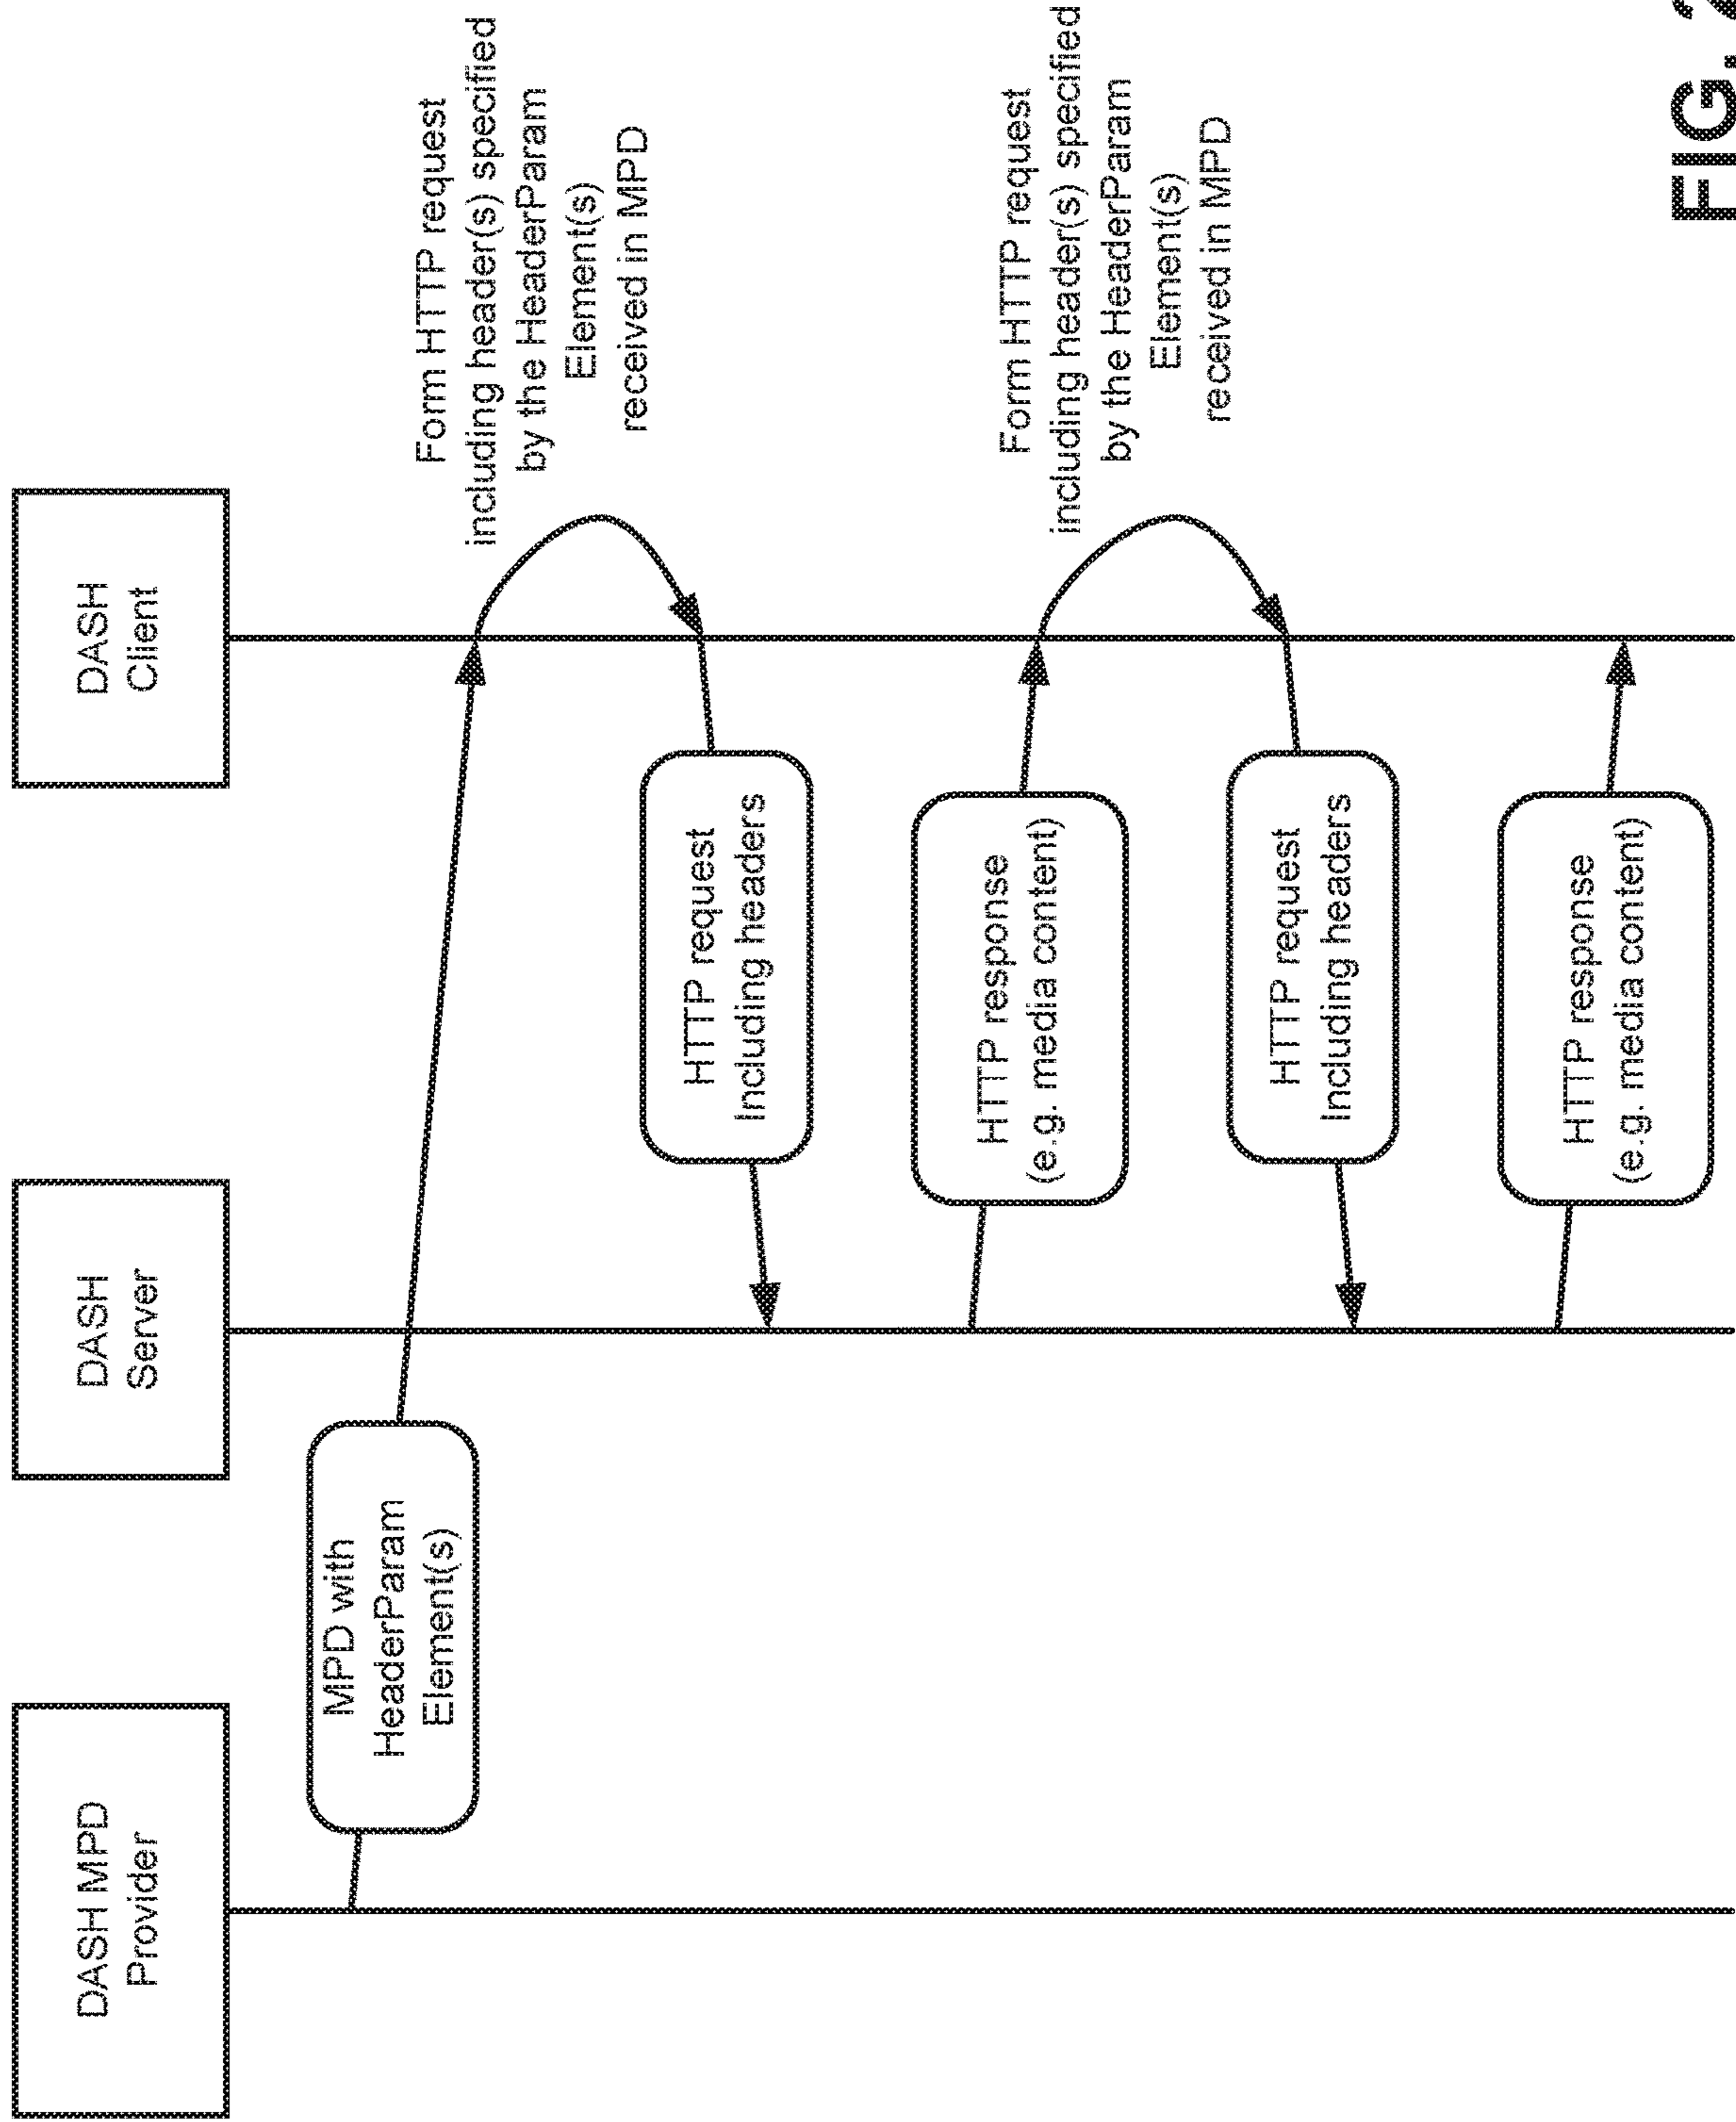 DASH MPD
Provider
DASH
Server
DASH
Client
MPD with
HeaderParam
Element(s)
Form HTTP request
including header(s) specified
by the HeaderParam
Element(s)
received in MPD
HTTP request
Including headers
HTTP response
(e.g. media content)
Form HTTP request
including header(s) specified
by the HeaderParam
Element(s)
received in MPD
HTTP request
Including headers
HTTP response
(e.g. media content)
FIG.